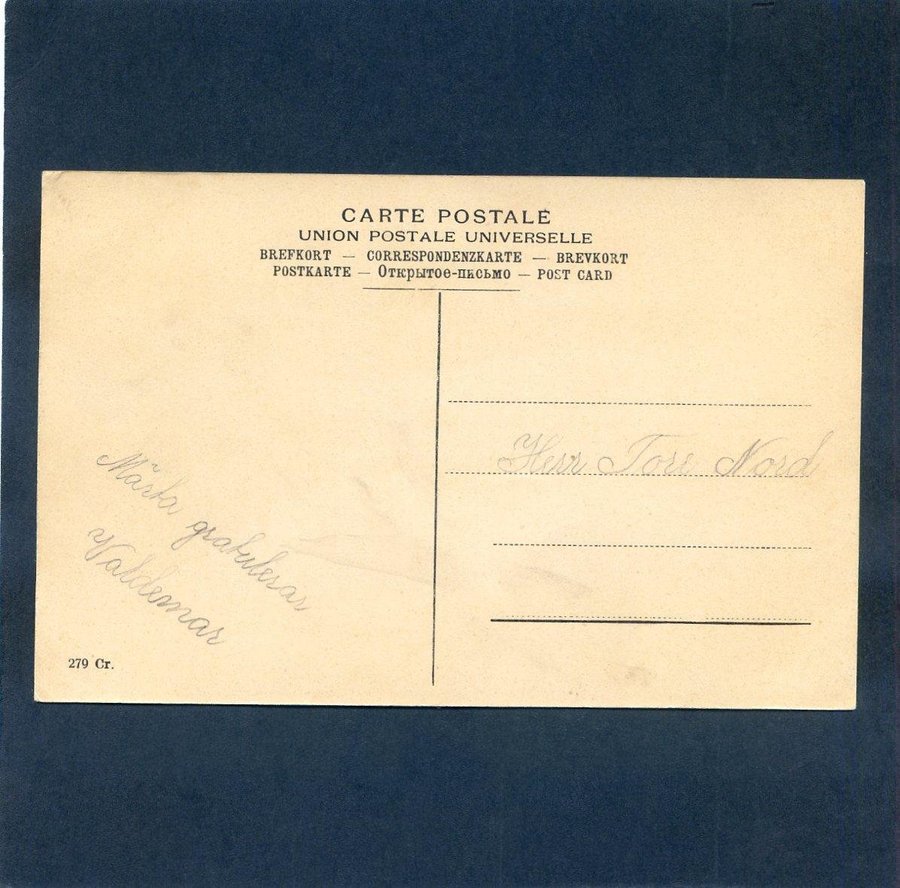 CARTE POSTALE
UNION POSTALE UNIVERSELLE
BREFKORT — CORRESPONDENZKARTE — BREVKORT
POSTKARTE — Открытое-письмо — POST CARD
Herr Tore Nord
Märta gratulerar
Valdemar
279 Cr.